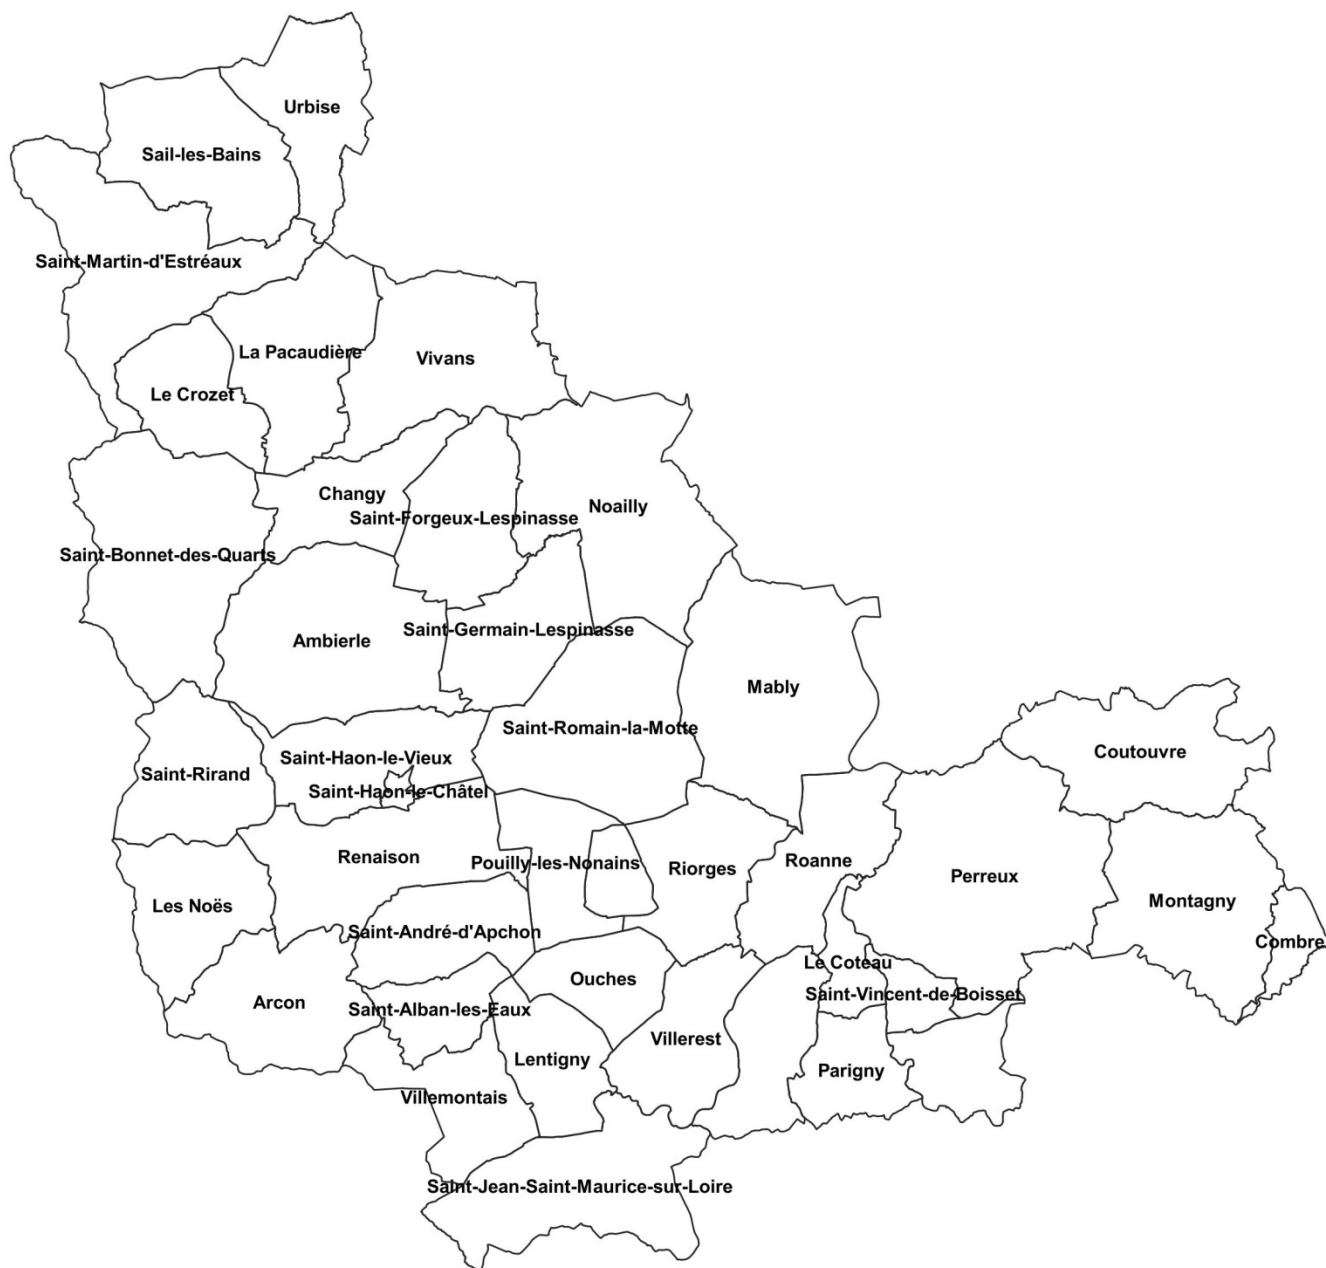 Urbise
Sail-les-Bains
Saint-Martin-d'Estréaux
La Pacaudière
Vivans
Le Crozet
Changy
Saint-Forgeux-Lespinasse
Noailly
Saint-Bonnet-des-Quarts
Saint-Germain-Lespinasse
Ambierle
Mably
Saint-Romain-la-Motte
Coutouvre
Saint-Haon-le-Vieux
Saint-Rirand
Saint-Haon-le-Châtel
Renaison
Pouilly-les-Nonains
Riorges
Roanne
Perreux
Montagny
Les Noës
Saint-André-d'Apchon
Combre
Le Coteau
Ouches
Saint-Vincent-de-Boisset
Arcon
Saint-Alban-les-Eaux
Villerest
Lentigny
Parigny
Villemontais
Saint-Jean-Saint-Maurice-sur-Loire